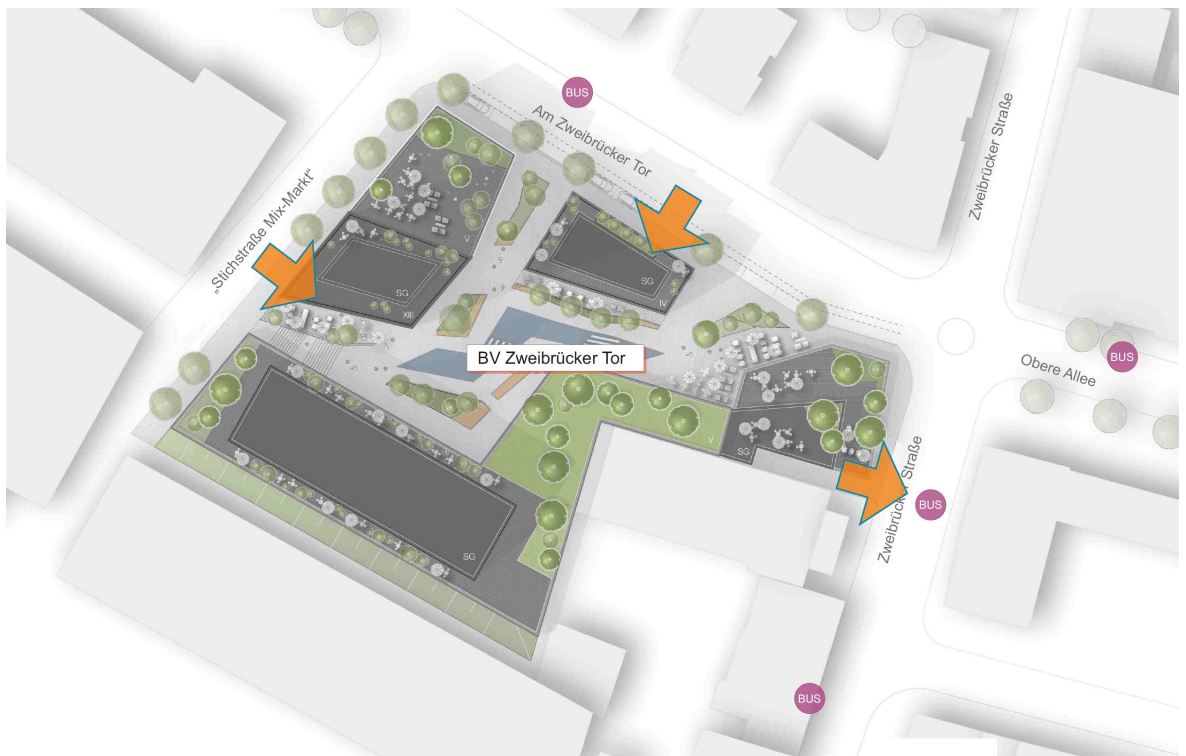 BUS
Am Zweibrücker Tor
Zweibrücker Straße
„Stichstraße Mix-Markt“
V
SG
XIII
SG
IV
BV Zweibrücker Tor
BUS
Obere Allee
V
SG
Zweibrücker Straße
BUS
SG
BUS